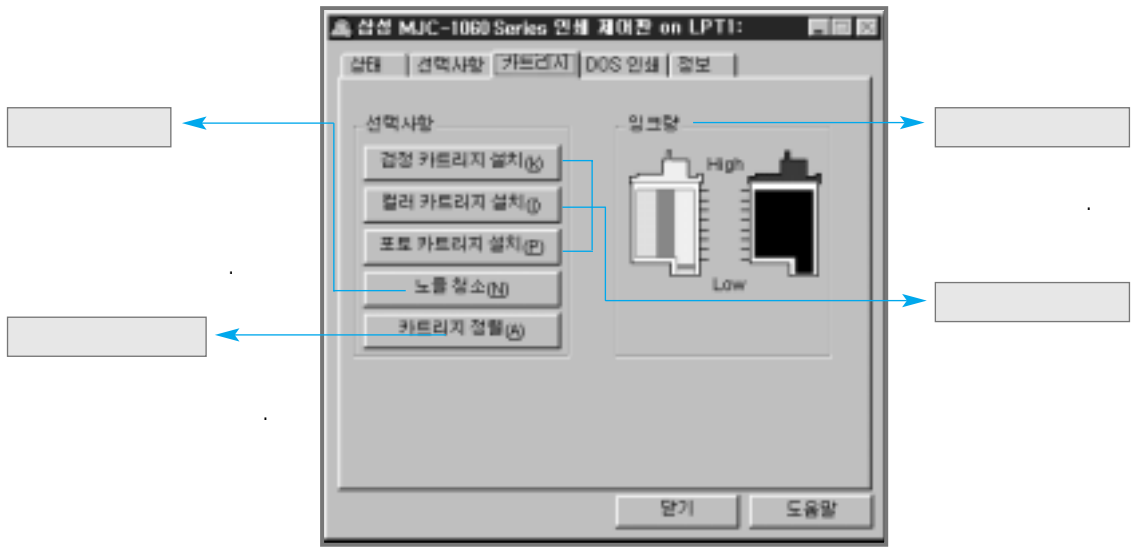 삼성 MJC-1060 Series 인쇄 제어판 on LPT1:
상태 선택사항 카트리지 DOS 인쇄 정보
선택사항
검정 카트리지 설치(K)
컬러 카트리지 설치(I)
포토 카트리지 설치(P)
노즐 청소(N)
카트리지 정렬(A)
잉크량
High
Low
닫기 도움말